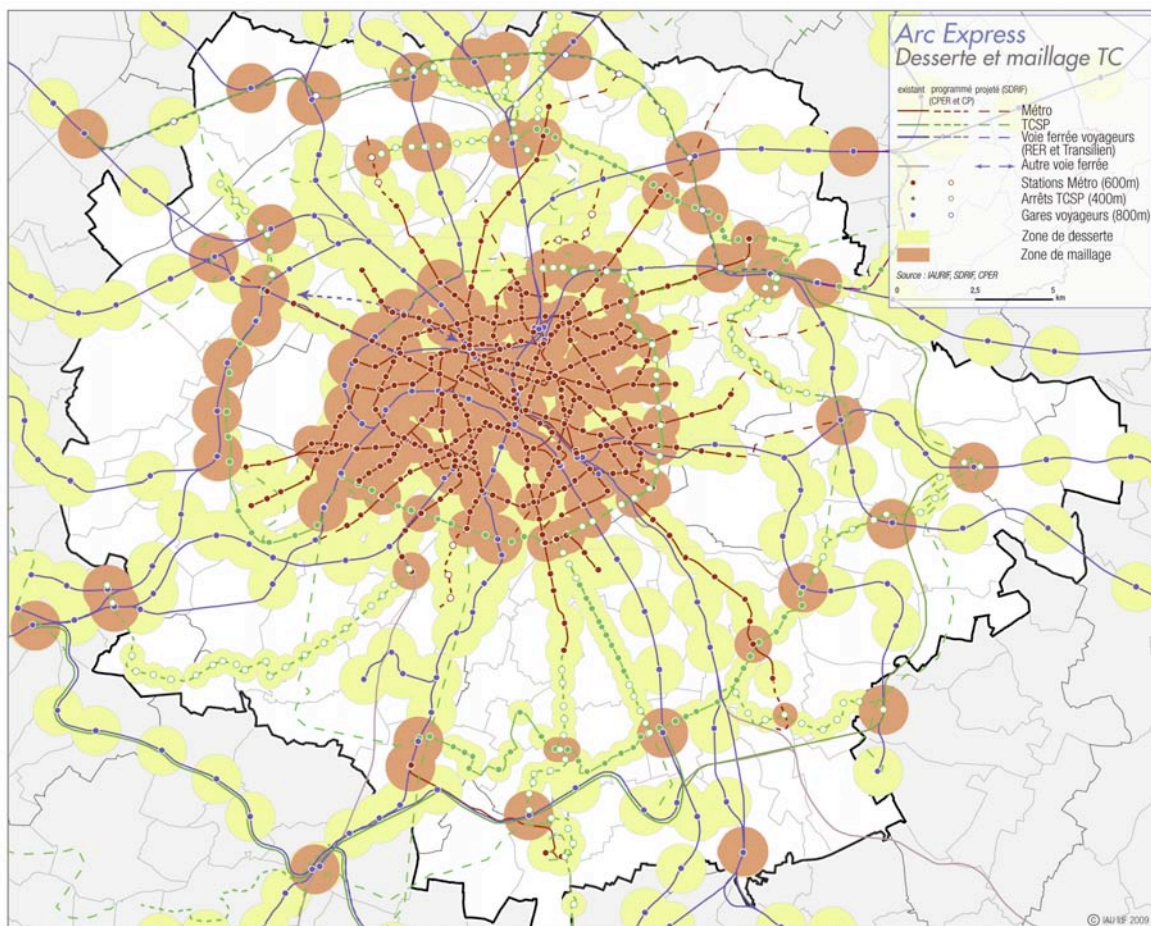 Arc Express
Desserte et maillage TC
existant programmé projeté (SDRIF)
(CPER et CP)
Métro
TCSP
Voie ferrée voyageurs
(RER et Transilien)
Autre voie ferrée
Stations Métro (600m)
Arrêts TCSP (400m)
Gares voyageurs (800m)
Zone de desserte
Zone de maillage
Source : IAURIF, SDRIF, CPER
0 2,5 5
km
© IAU ÎdF 2009